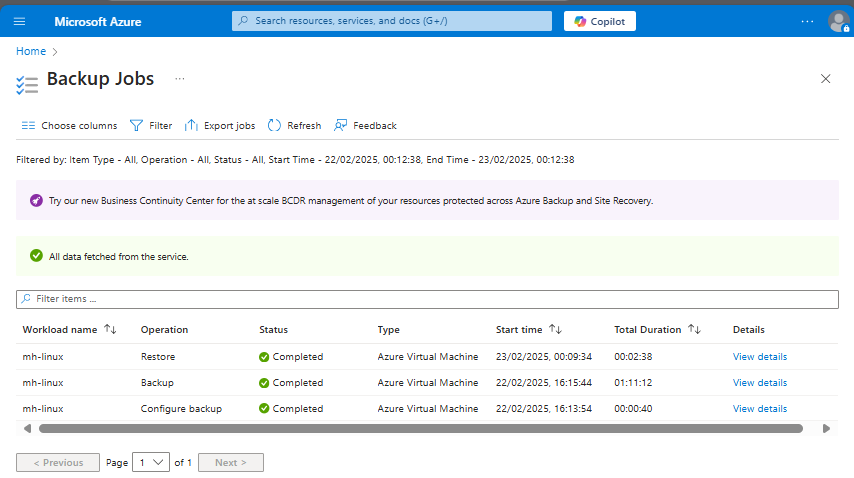 Microsoft Azure
Search resources, services, and docs (G+/)
Copilot
Home
Backup Jobs
Choose columns Filter Export jobs Refresh Feedback
Filtered by: Item Type - All, Operation - All, Status - All, Start Time - 22/02/2025, 00:12:38, End Time - 23/02/2025, 00:12:38
Try our new Business Continuity Center for the at scale BCDR management of your resources protected across Azure Backup and Site Recovery.
All data fetched from the service.
Filter items ...
Workload name Operation Status Type Start time Total Duration Details
mh-linux Restore Completed Azure Virtual Machine 23/02/2025, 00:09:34 00:02:38 View details
mh-linux Backup Completed Azure Virtual Machine 22/02/2025, 16:15:44 01:11:12 View details
mh-linux Configure backup Completed Azure Virtual Machine 22/02/2025, 16:13:54 00:00:40 View details
< Previous Page 1 of 1 Next >